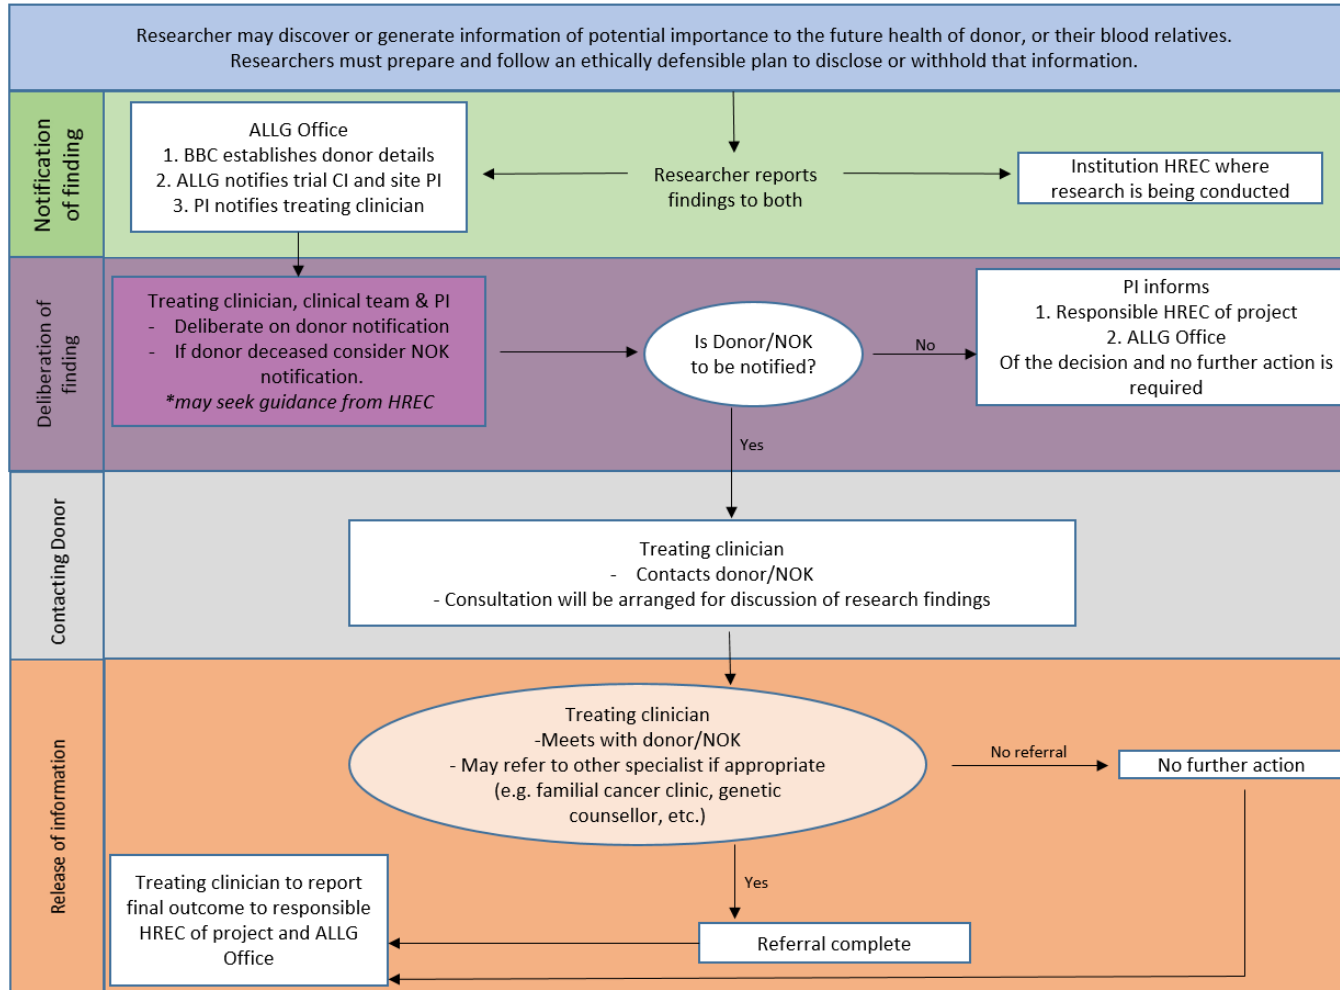 Researcher may discover or generate information of potential importance to the future health of donor, or their blood relatives.
Researchers must prepare and follow an ethically defensible plan to disclose or withhold that information.
Notification
of finding
ALLG Office
1. BBC establishes donor details
2. ALLG notifies trial CI and site PI
3. PI notifies treating clinician
Researcher reports
findings to both
Institution HREC where
research is being conducted
Deliberation of
finding
Treating clinician, clinical team & PI
- Deliberate on donor notification
- If donor deceased consider NOK
notification.
*may seek guidance from HREC
Is Donor/NOK
to be notified?
No
PI informs
1. Responsible HREC of project
2. ALLG Office
Of the decision and no further action is
required
Yes
Contacting Donor
Treating clinician
- Contacts donor/NOK
- Consultation will be arranged for discussion of research findings
Release of information
Treating clinician
-Meets with donor/NOK
- May refer to other specialist if appropriate
(e.g. familial cancer clinic, genetic
counsellor, etc.)
No referral
No further action
Yes
Referral complete
Treating clinician to report
final outcome to responsible
HREC of project and ALLG
Office